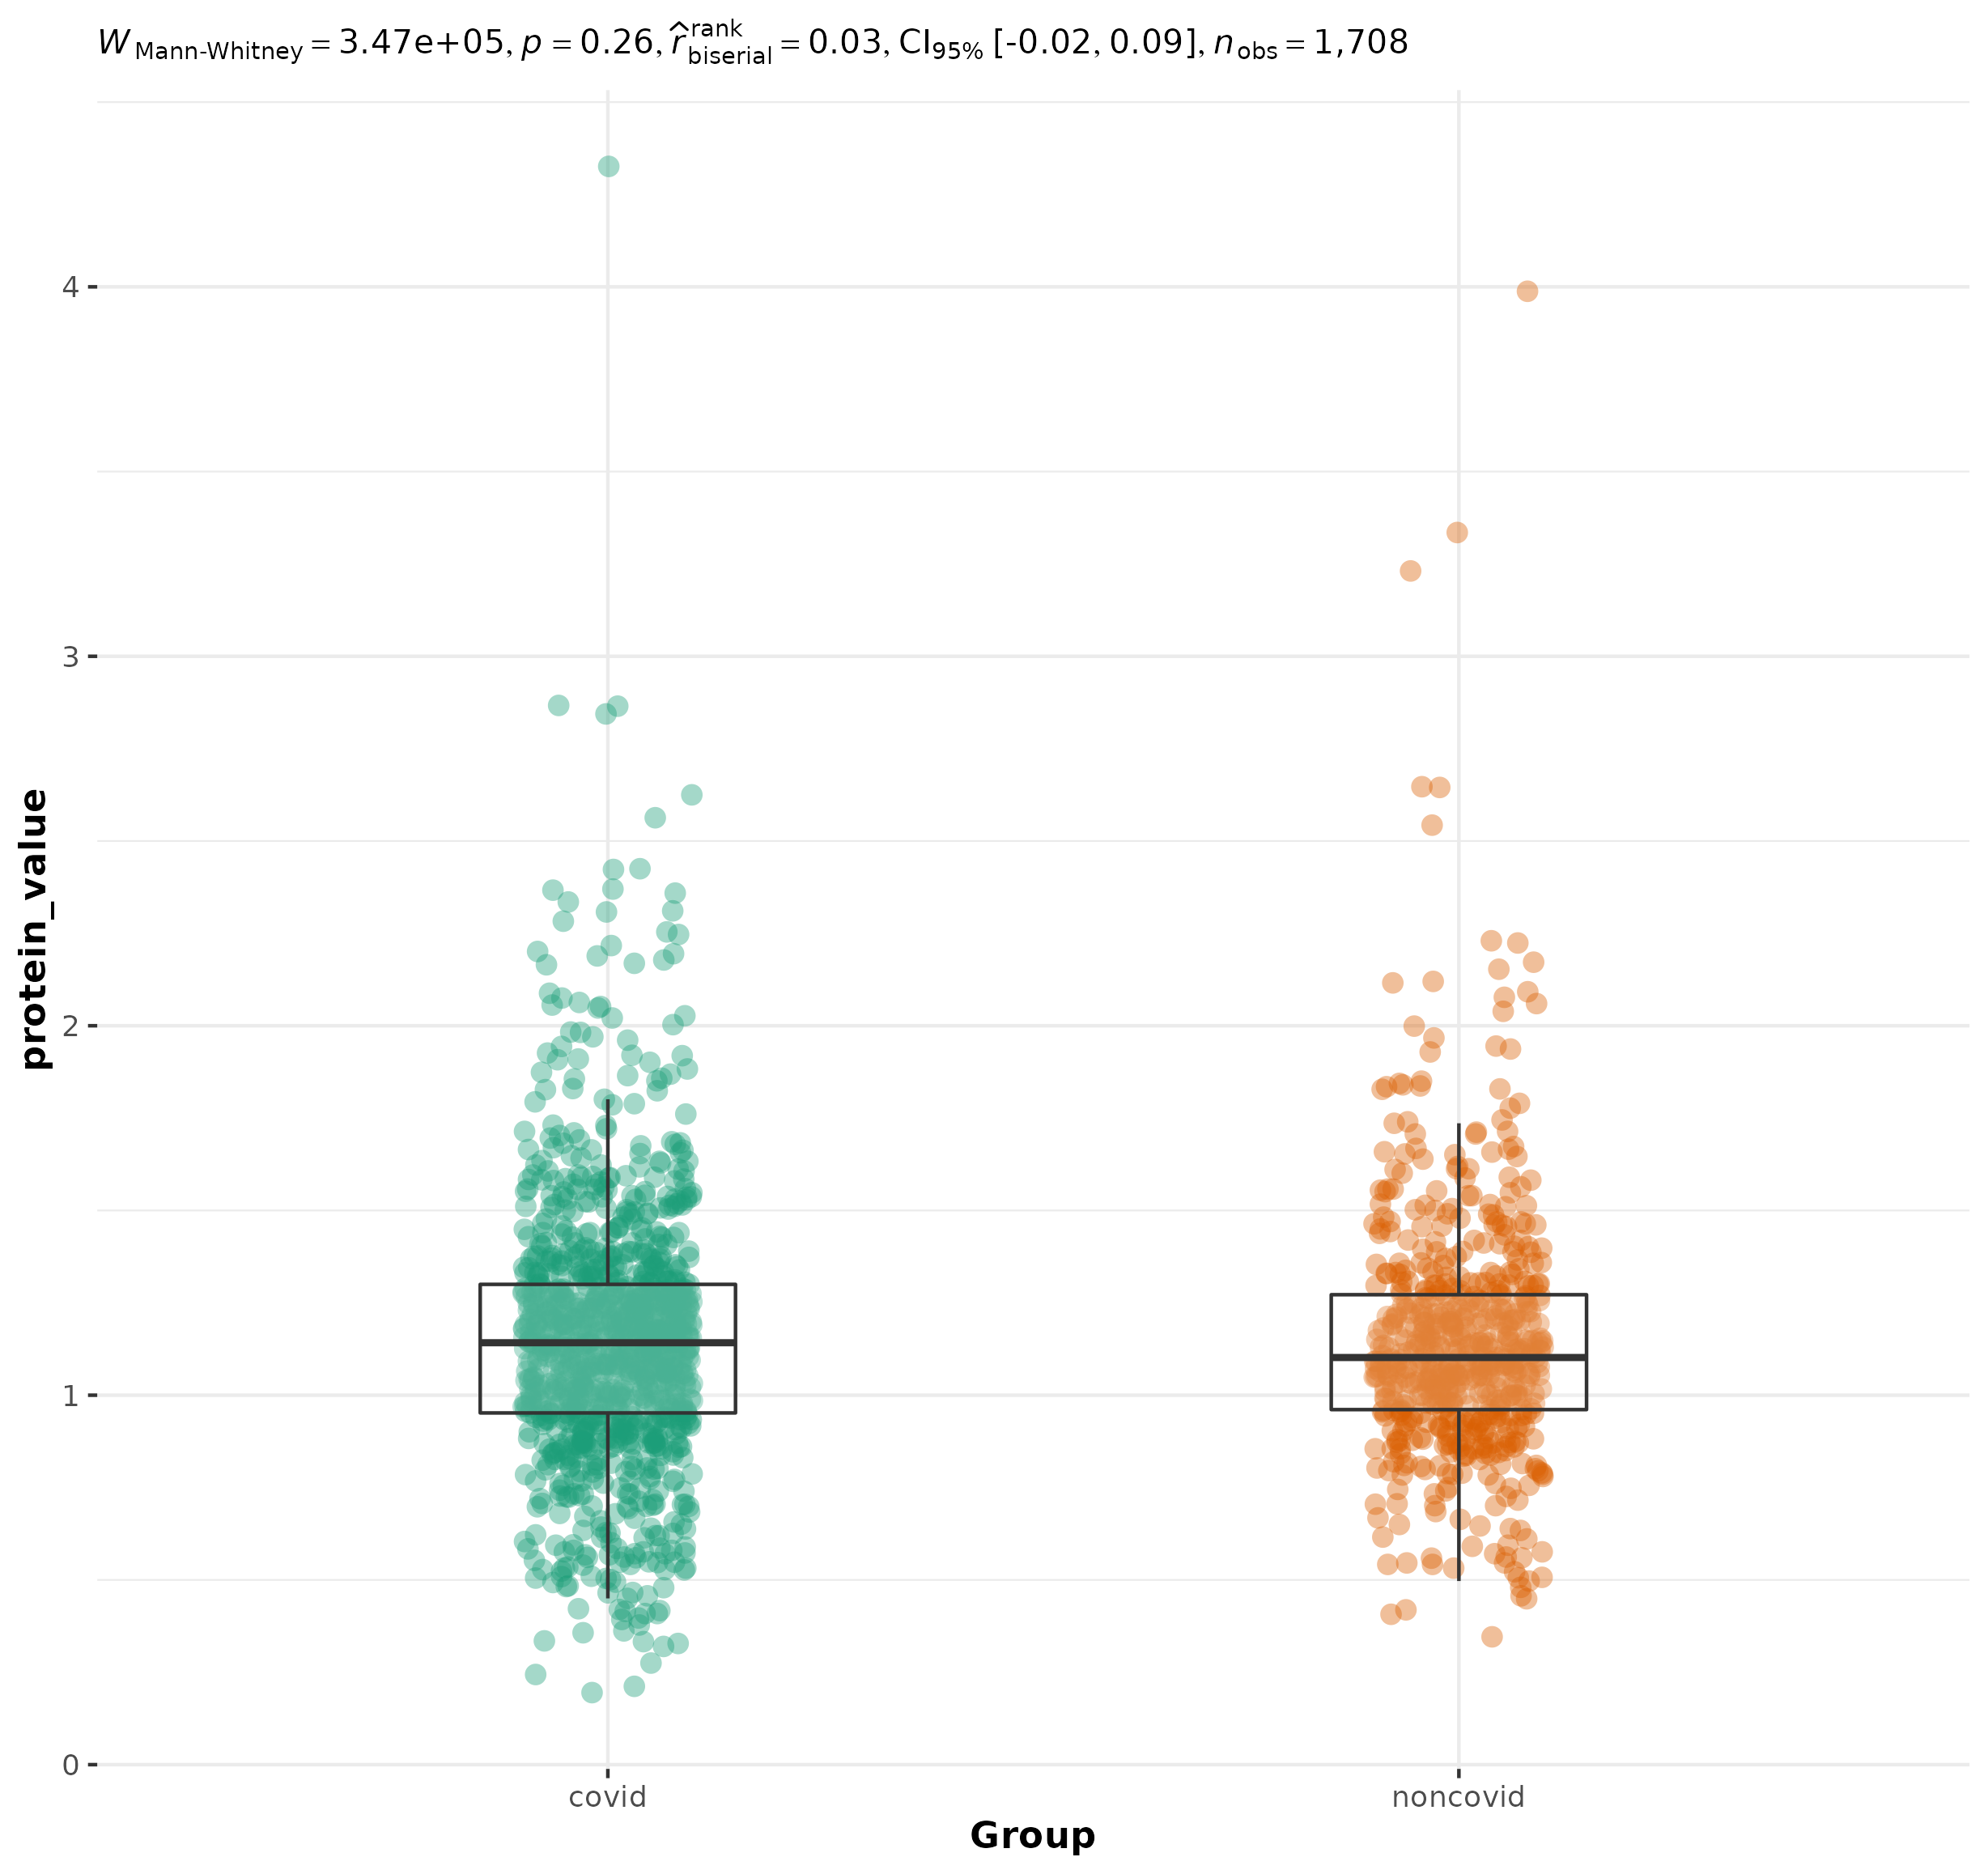 W Mann-Whitney = 3.47e+05, p = 0.26, r̂ rank biserial = 0.03, CI95% [-0.02, 0.09], nobs = 1,708
4
3
2
1
0
protein_value
covid noncovid
Group